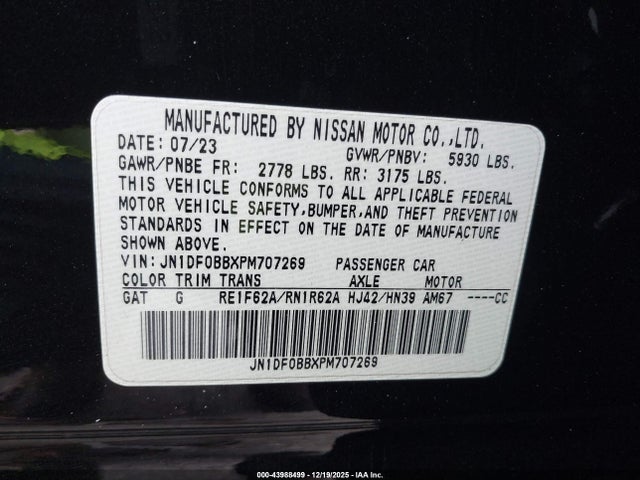 MANUFACTURED BY NISSAN MOTOR CO.,LTD.
DATE: 07/23 GVWR/PNBV: 5930 LBS.
GAWR/PNBE FR: 2778 LBS. RR: 3175 LBS.
THIS VEHICLE CONFORMS TO ALL APPLICABLE FEDERAL
MOTOR VEHICLE SAFETY,BUMPER,AND THEFT PREVENTION
STANDARDS IN EFFECT ON THE DATE OF MANUFACTURE
SHOWN ABOVE.
VIN: JN1DF0BBXPM707269 PASSENGER CAR
COLOR TRIM TRANS AXLE MOTOR
GAT G RE1F62A/RN1R62A HJ42/HN39 AM67 ----CC
JN1DF0BBXPM707269
000-43988499 - 12/19/2025 - IAA Inc.